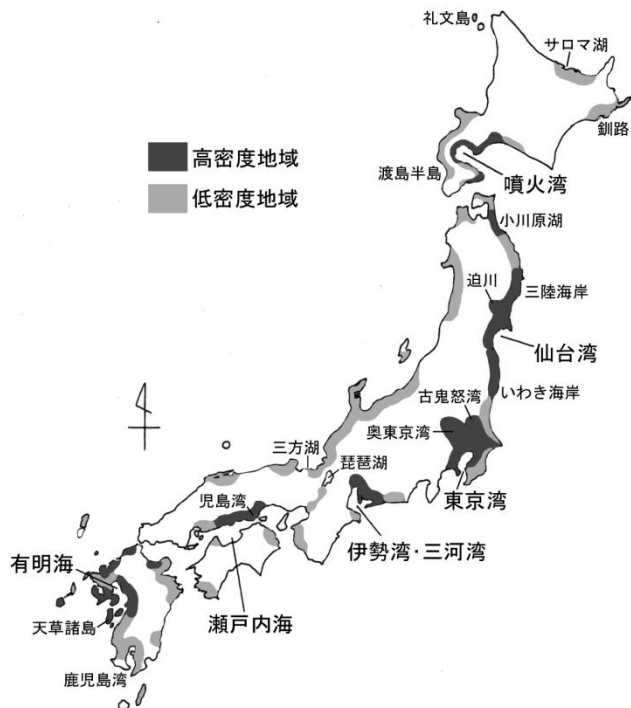 礼文島
サロマ湖
釧路
高密度地域
低密度地域
渡島半島
噴火湾
小川原湖
迫川
三陸海岸
仙台湾
いわき海岸
古鬼怒湾
奥東京湾
三方湖
琵琶湖
東京湾
児島湾
伊勢湾・三河湾
有明海
瀬戸内海
天草諸島
鹿児島湾